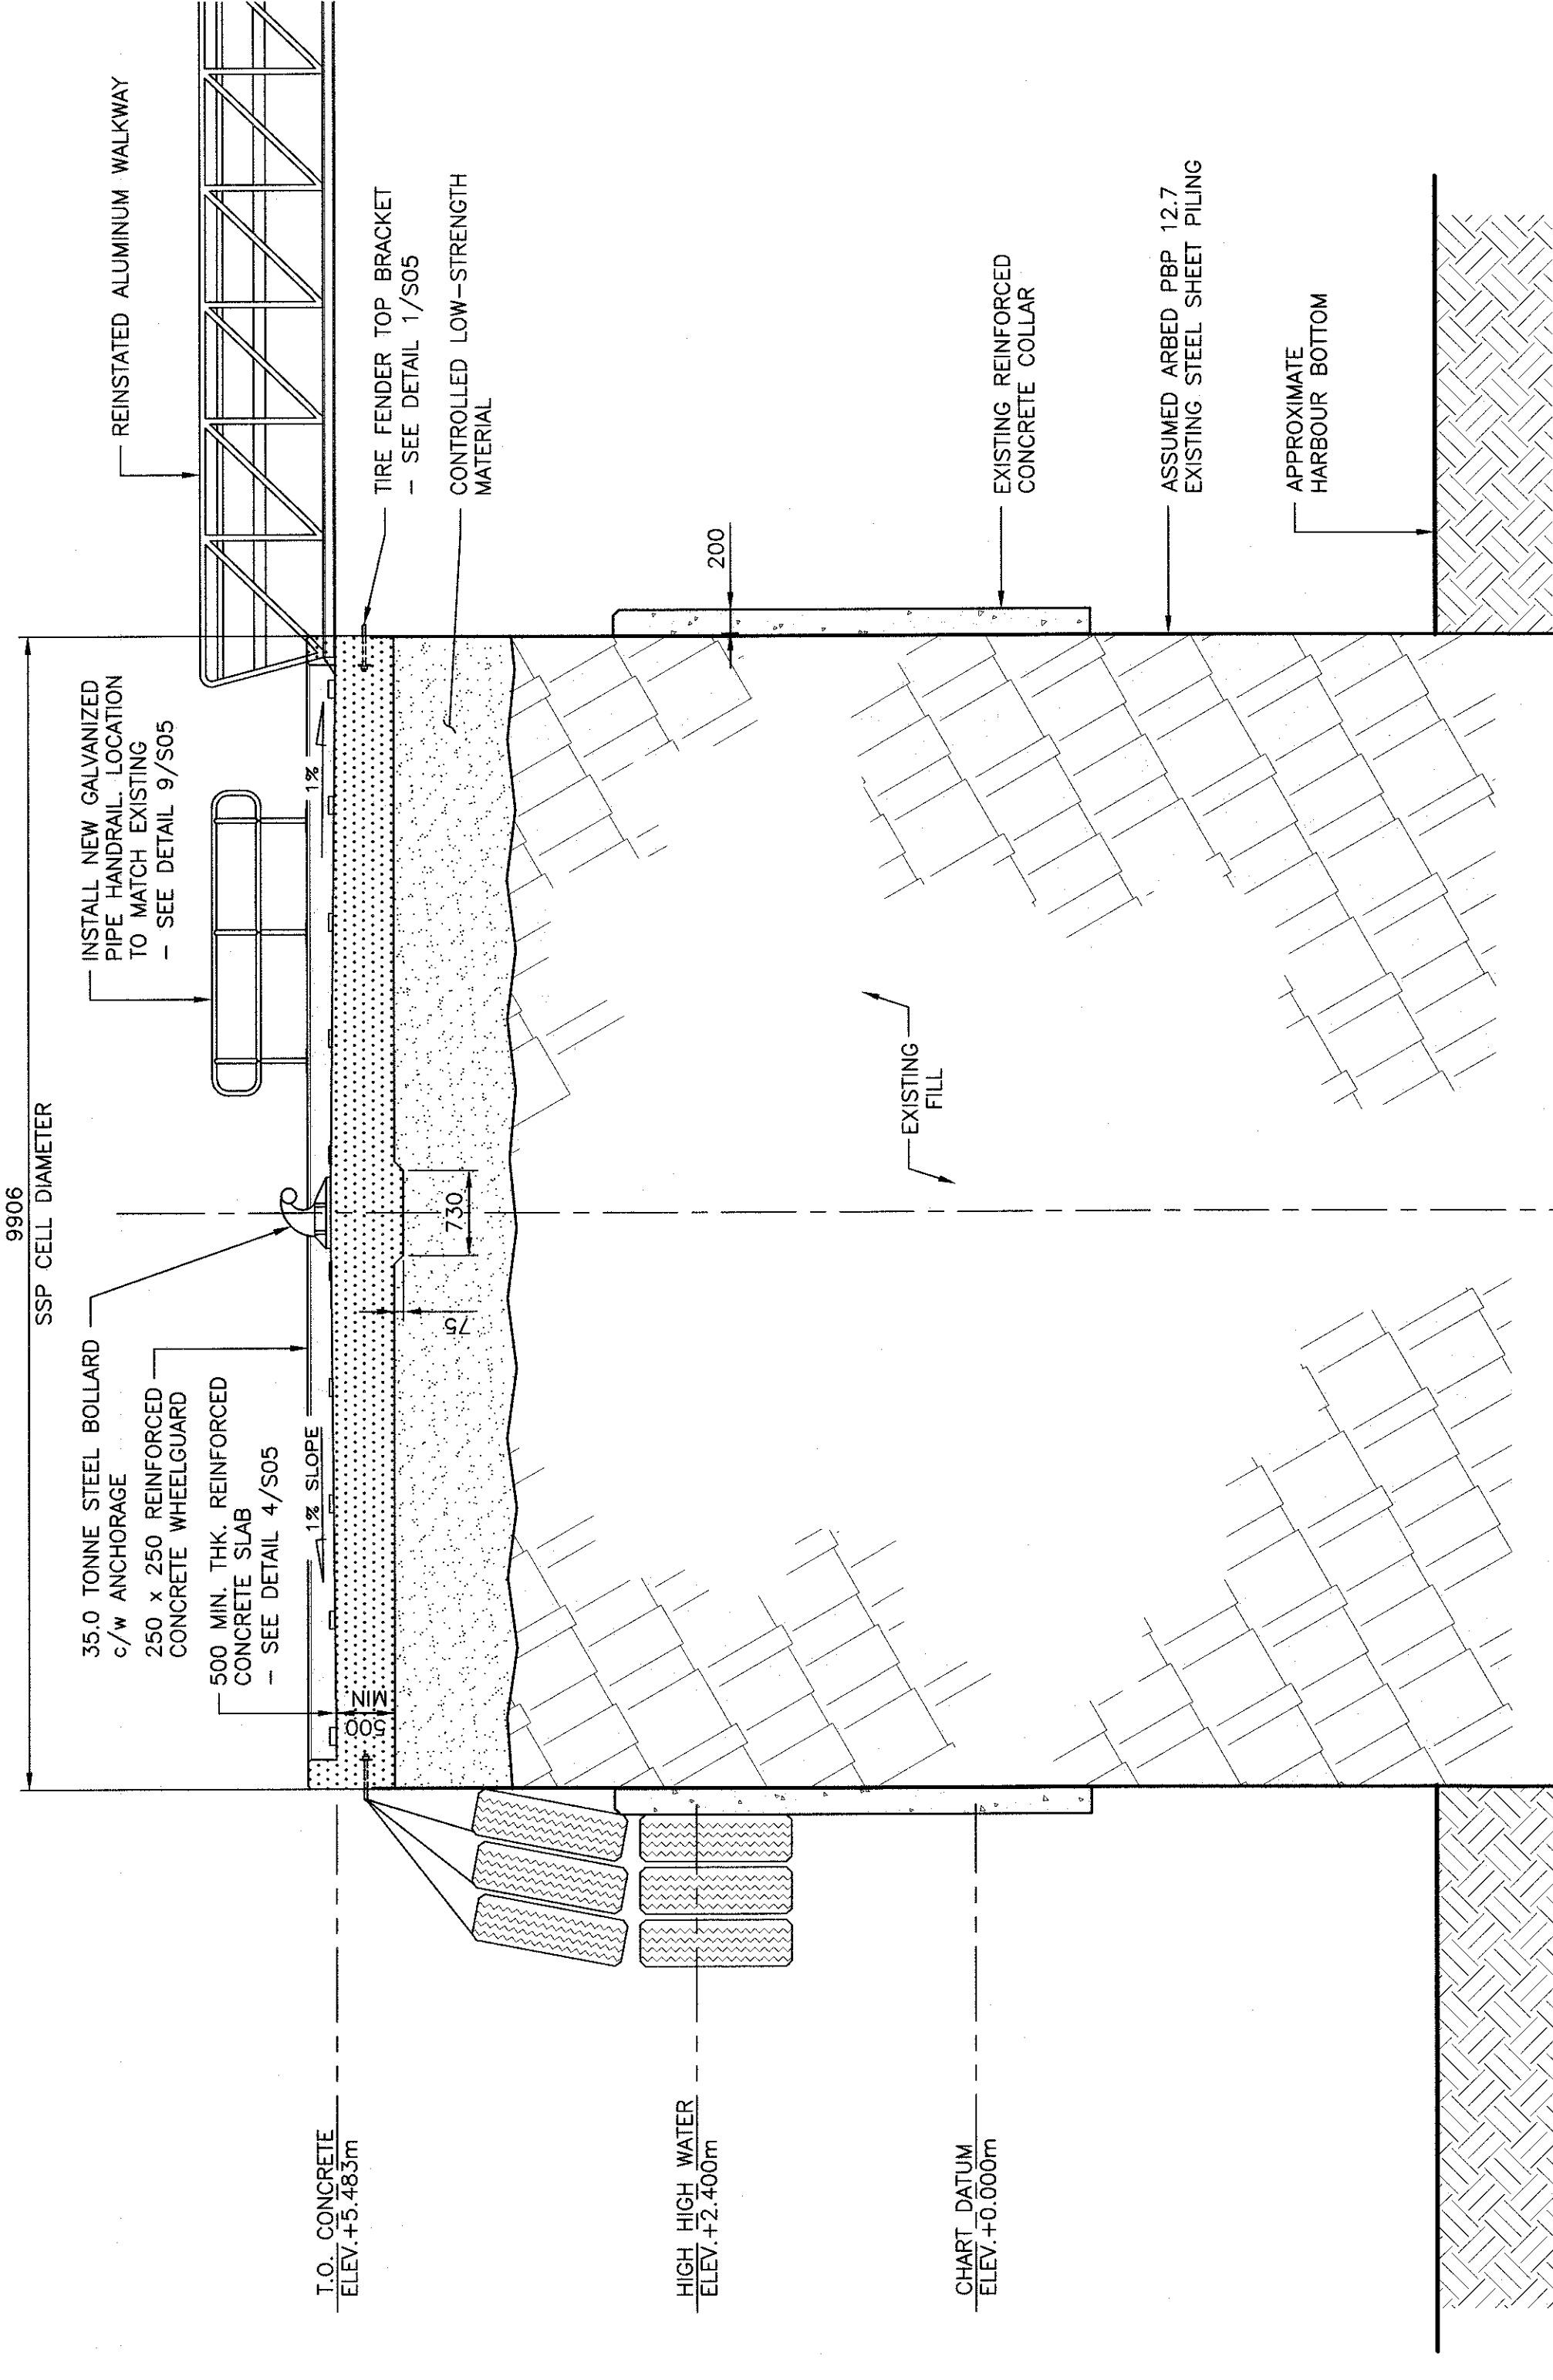 9906
SSP CELL DIAMETER
35.0 TONNE STEEL BOLLARD
c/w ANCHORAGE
250 x 250 REINFORCED
CONCRETE WHEELGUARD
500 MIN. THK. REINFORCED
CONCRETE SLAB
- SEE DETAIL 4/S05
INSTALL NEW GALVANIZED
PIPE HANDRAIL. LOCATION
TO MATCH EXISTING
- SEE DETAIL 9/S05
REINSTATED ALUMINUM WALKWAY
1% SLOPE
1%
T.O. CONCRETE
ELEV.+5.483m
500
MIN
75
730
TIRE FENDER TOP BRACKET
- SEE DETAIL 1/S05
CONTROLLED LOW-STRENGTH
MATERIAL
HIGH HIGH WATER
ELEV.+2.400m
200
EXISTING
FILL
CHART DATUM
ELEV.+0.000m
EXISTING REINFORCED
CONCRETE COLLAR
ASSUMED ARBED PBP 12.7
EXISTING STEEL SHEET PILING
APPROXIMATE
HARBOUR BOTTOM